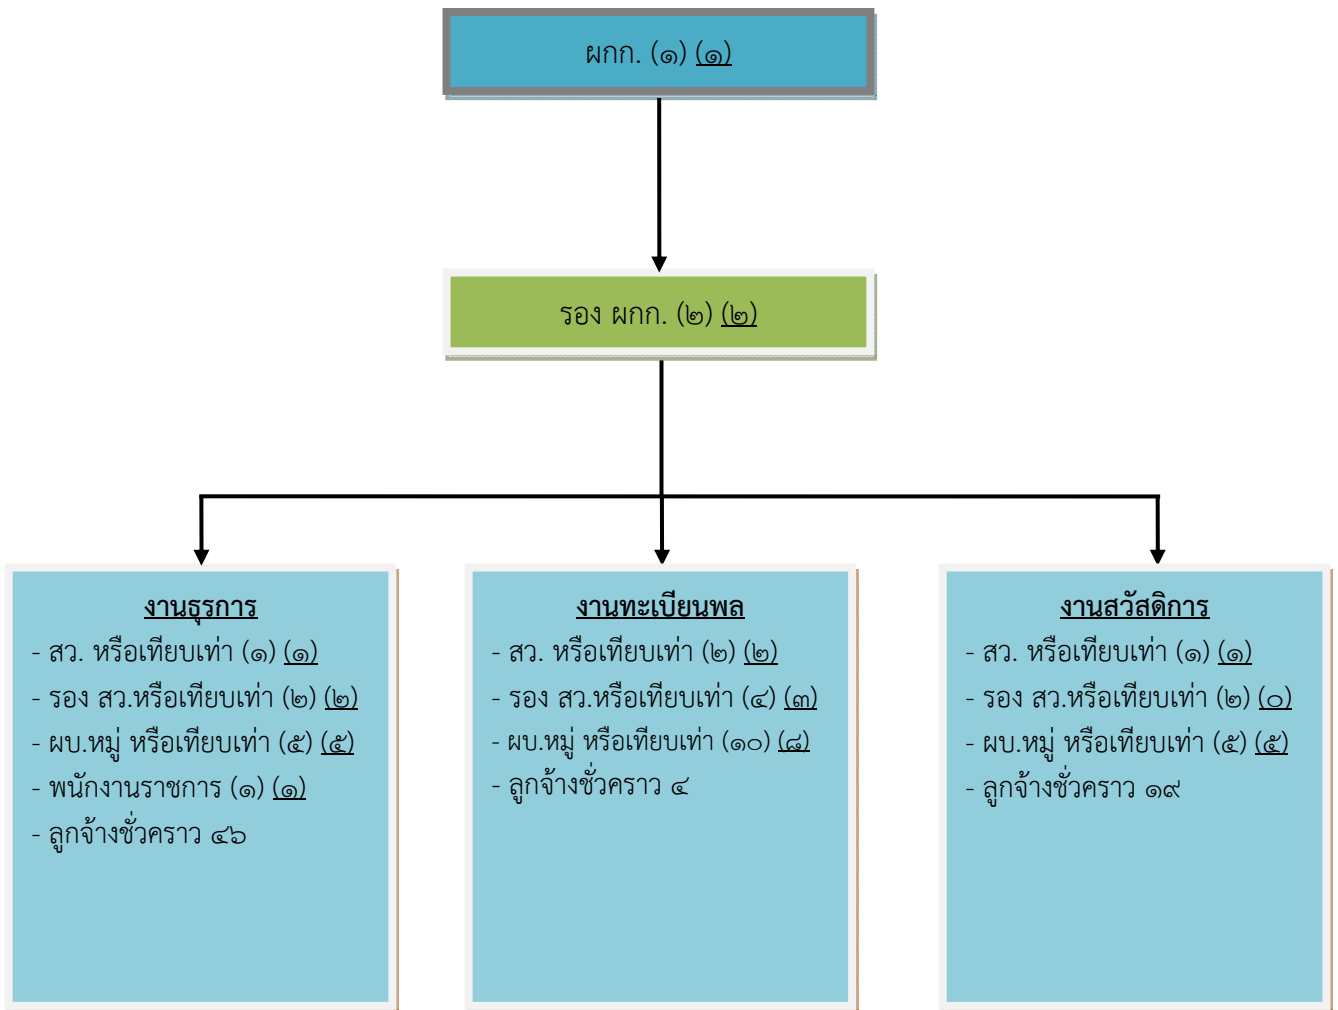 ผกก. (๑) (๑)
รอง ผกก. (๒) (๒)
งานธุรการ
- สว. หรือเทียบเท่า (๑) (๑)
- รอง สว.หรือเทียบเท่า (๒) (๒)
- ผบ.หมู่ หรือเทียบเท่า (๕) (๕)
- พนักงานราชการ (๑) (๑)
- ลูกจ้างชั่วคราว ๔๖
งานทะเบียนพล
- สว. หรือเทียบเท่า (๒) (๒)
- รอง สว.หรือเทียบเท่า (๔) (๓)
- ผบ.หมู่ หรือเทียบเท่า (๑๐) (๘)
- ลูกจ้างชั่วคราว ๔
งานสวัสดิการ
- สว. หรือเทียบเท่า (๑) (๑)
- รอง สว.หรือเทียบเท่า (๒) (๐)
- ผบ.หมู่ หรือเทียบเท่า (๕) (๕)
- ลูกจ้างชั่วคราว ๑๙